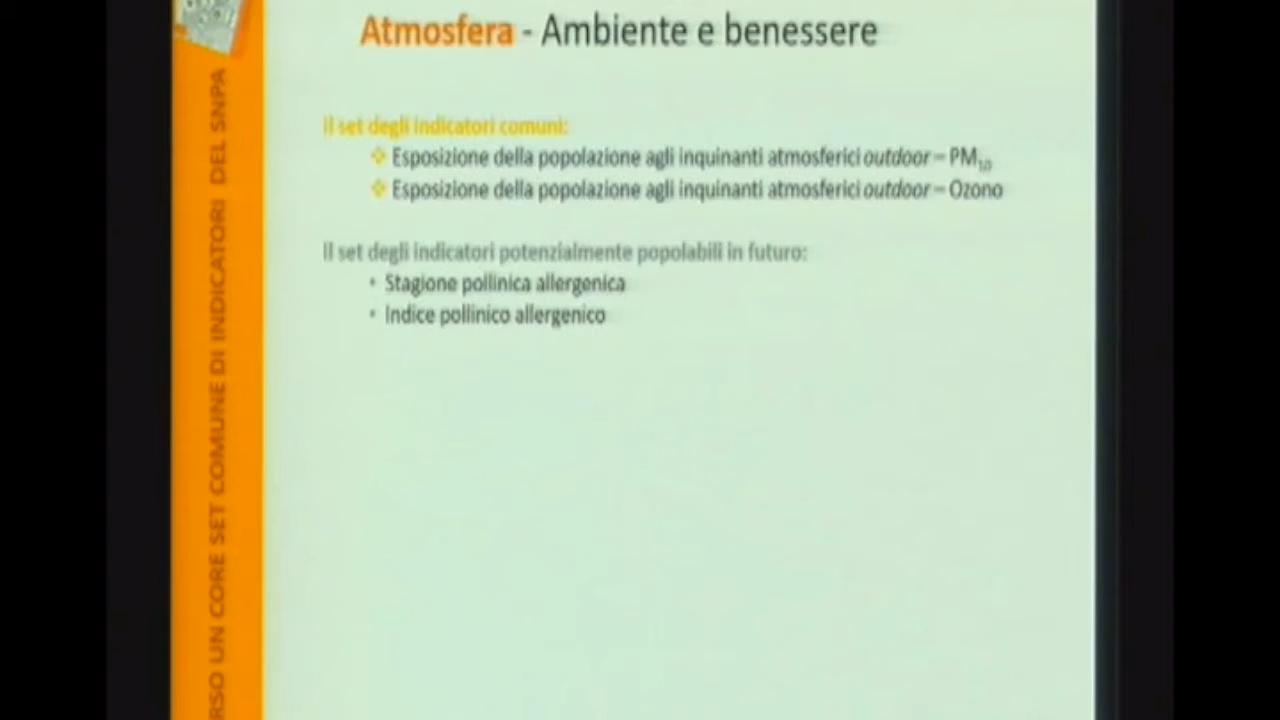 Atmosfera - Ambiente e benessere
Il set degli indicatori comuni:
Esposizione della popolazione agli inquinanti atmosferici outdoor – PM10
Esposizione della popolazione agli inquinanti atmosferici outdoor – Ozono
Il set degli indicatori potenzialmente popolabili in futuro:
• Stagione pollinica allergenica
• Indice pollinico allergenico
RSO UN CORE SET COMUNE DI INDICATORI DEL SNPA